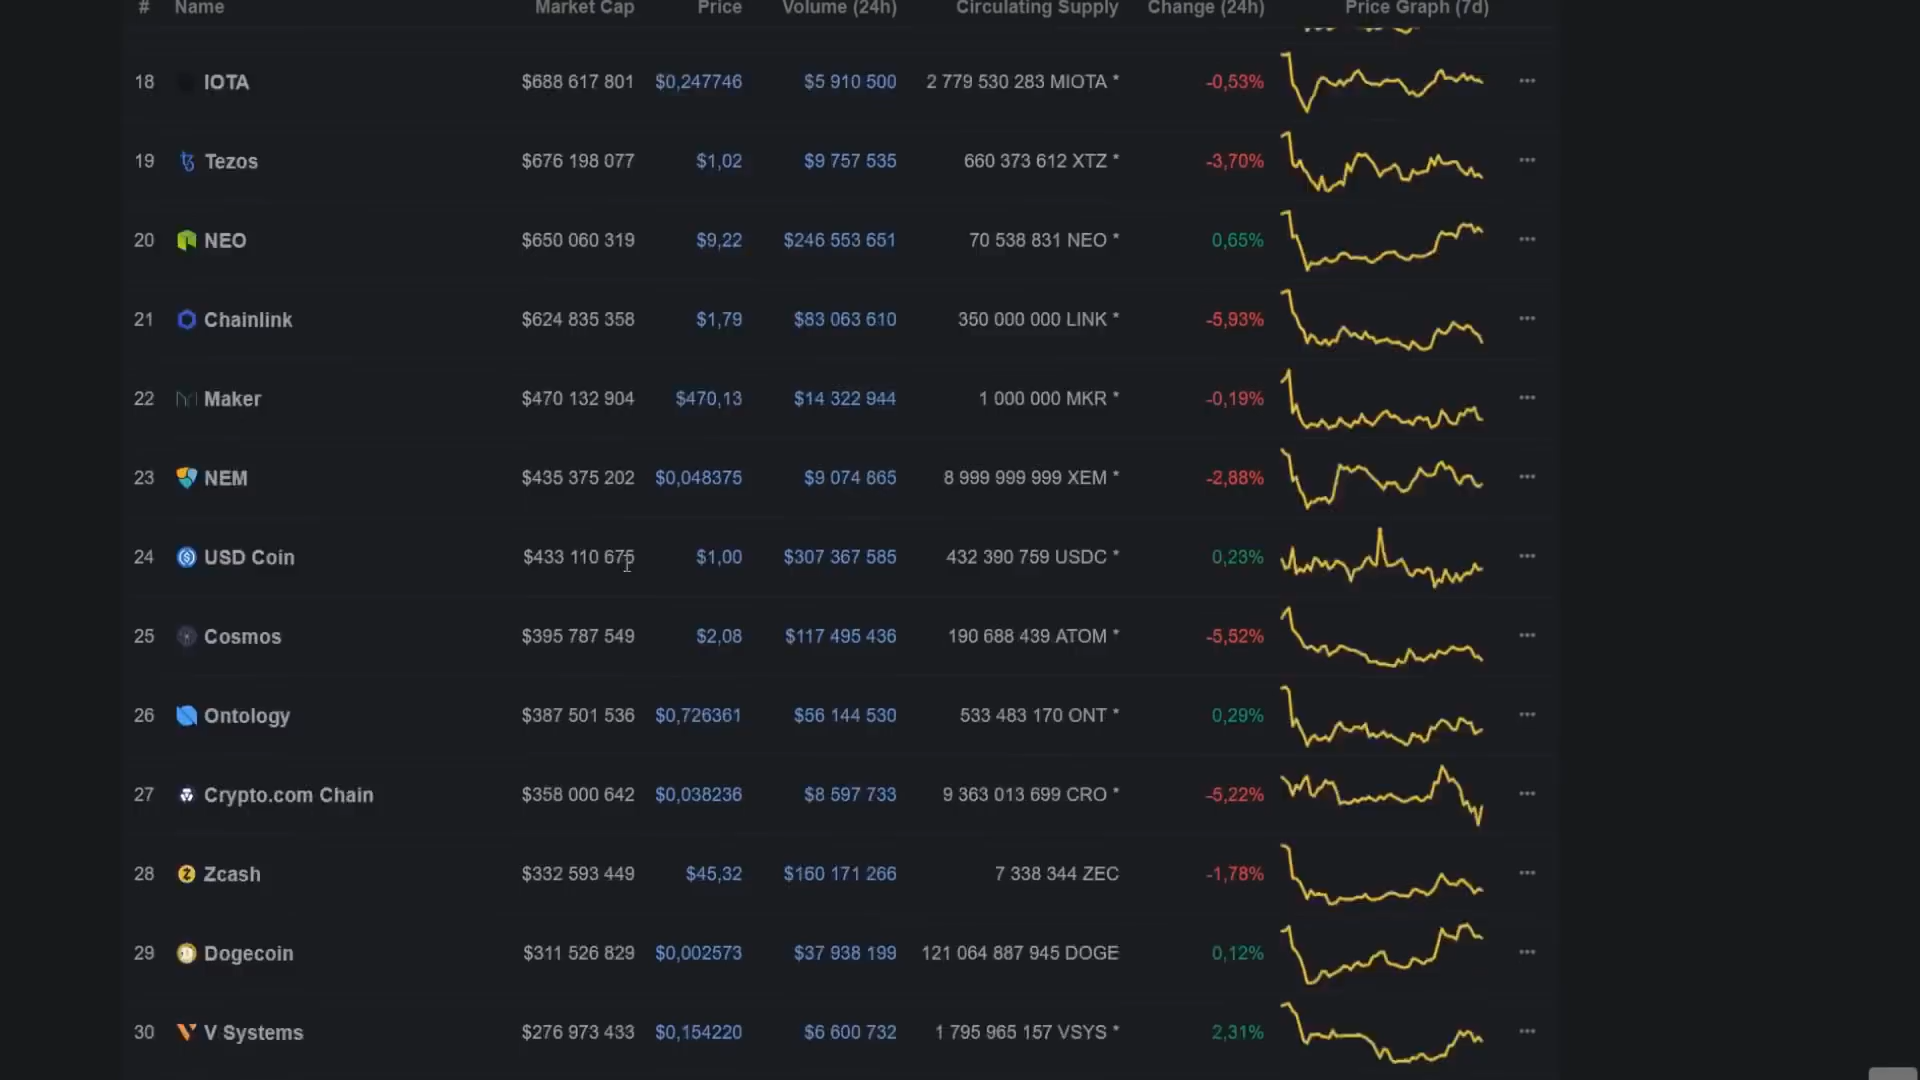 # Name Market Cap Price Volume (24h) Circulating Supply Change (24h) Price Graph (7d)
18 IOTA $688 617 801 $0,247746 $5 910 500 2 779 530 283 MIOTA * -0,53% ...
19 Tezos $676 198 077 $1,02 $9 757 535 660 373 612 XTZ * -3,70% ...
20 NEO $650 060 319 $9,22 $246 553 651 70 538 831 NEO * 0,65% ...
21 Chainlink $624 835 358 $1,79 $83 063 610 350 000 000 LINK * -5,93% ...
22 Maker $470 132 904 $470,13 $14 322 944 1 000 000 MKR * -0,19% ...
23 NEM $435 375 202 $0,048375 $9 074 865 8 999 999 999 XEM * -2,88% ...
24 USD Coin $433 110 675 $1,00 $307 367 585 432 390 759 USDC * 0,23% ...
25 Cosmos $395 787 549 $2,08 $117 495 436 190 688 439 ATOM * -5,52% ...
26 Ontology $387 501 536 $0,726361 $56 144 530 533 483 170 ONT * 0,29% ...
27 Crypto.com Chain $358 000 642 $0,038236 $8 597 733 9 363 013 699 CRO * -5,22% ...
28 Zcash $332 593 449 $45,32 $160 171 266 7 338 344 ZEC -1,78% ...
29 Dogecoin $311 526 829 $0,002573 $37 938 199 121 064 887 945 DOGE 0,12% ...
30 V Systems $276 973 433 $0,154220 $6 600 732 1 795 965 157 VSYS * 2,31% ...